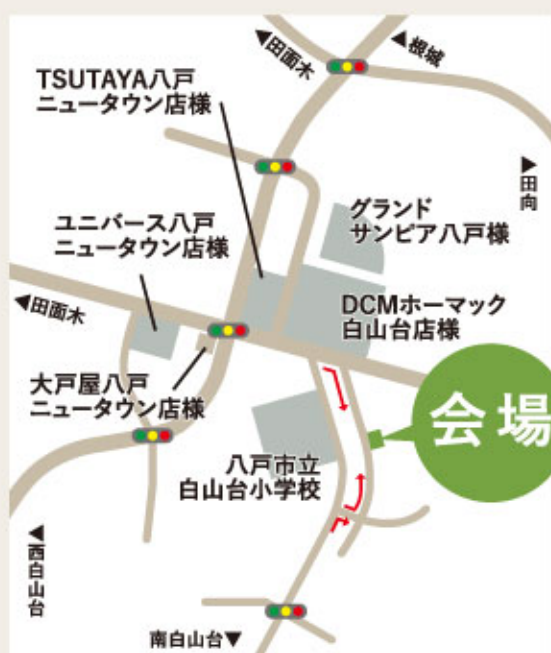 ◀田面木
◀根城
TSUTAYA八戸
ニュータウン店様
▶田向
グランド
サンピア八戸様
ユニバース八戸
ニュータウン店様
◀田面木
DCMホーマック
白山台店様
大戸屋八戸
ニュータウン店様
会場
八戸市立
白山台小学校
◀西白山台
南白山台▼